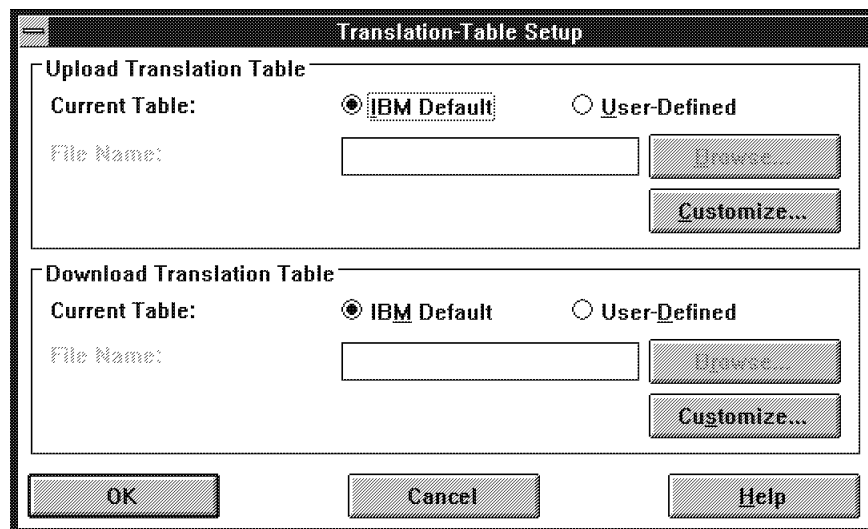 Translation-Table Setup
Upload Translation Table
Current Table: IBM Default User-Defined
File Name: Browse...
Customize...
Download Translation Table
Current Table: IBM Default User-Defined
File Name: Browse...
Customize...
OK Cancel Help